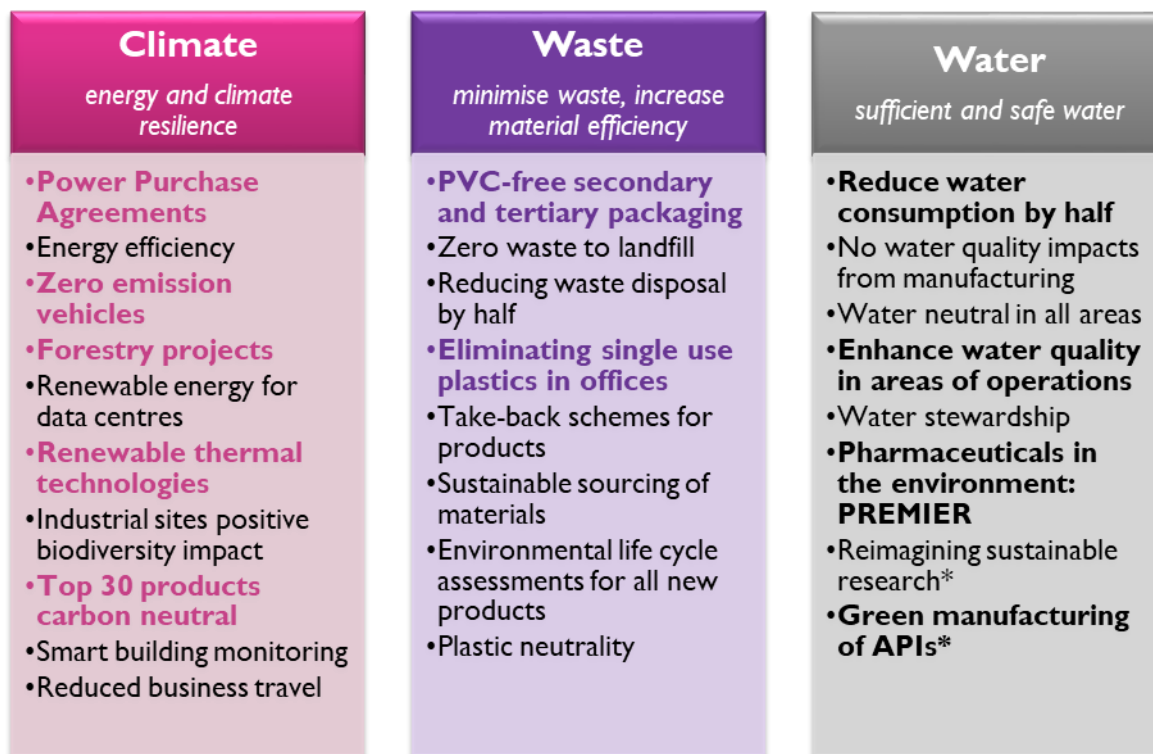 Climate
energy and climate
resilience
•Power Purchase
Agreements
•Energy efficiency
•Zero emission
vehicles
•Forestry projects
•Renewable energy for
data centres
•Renewable thermal
technologies
•Industrial sites positive
biodiversity impact
•Top 30 products
carbon neutral
•Smart building monitoring
•Reduced business travel
Waste
minimise waste, increase
material efficiency
•PVC-free secondary
and tertiary packaging
•Zero waste to landfill
•Reducing waste disposal
by half
•Eliminating single use
plastics in offices
•Take-back schemes for
products
•Sustainable sourcing of
materials
•Environmental life cycle
assessments for all new
products
•Plastic neutrality
Water
sufficient and safe water
•Reduce water
consumption by half
•No water quality impacts
from manufacturing
•Water neutral in all areas
•Enhance water quality
in areas of operations
•Water stewardship
•Pharmaceuticals in
the environment:
PREMIER
•Reimagining sustainable
research*
•Green manufacturing
of APIs*